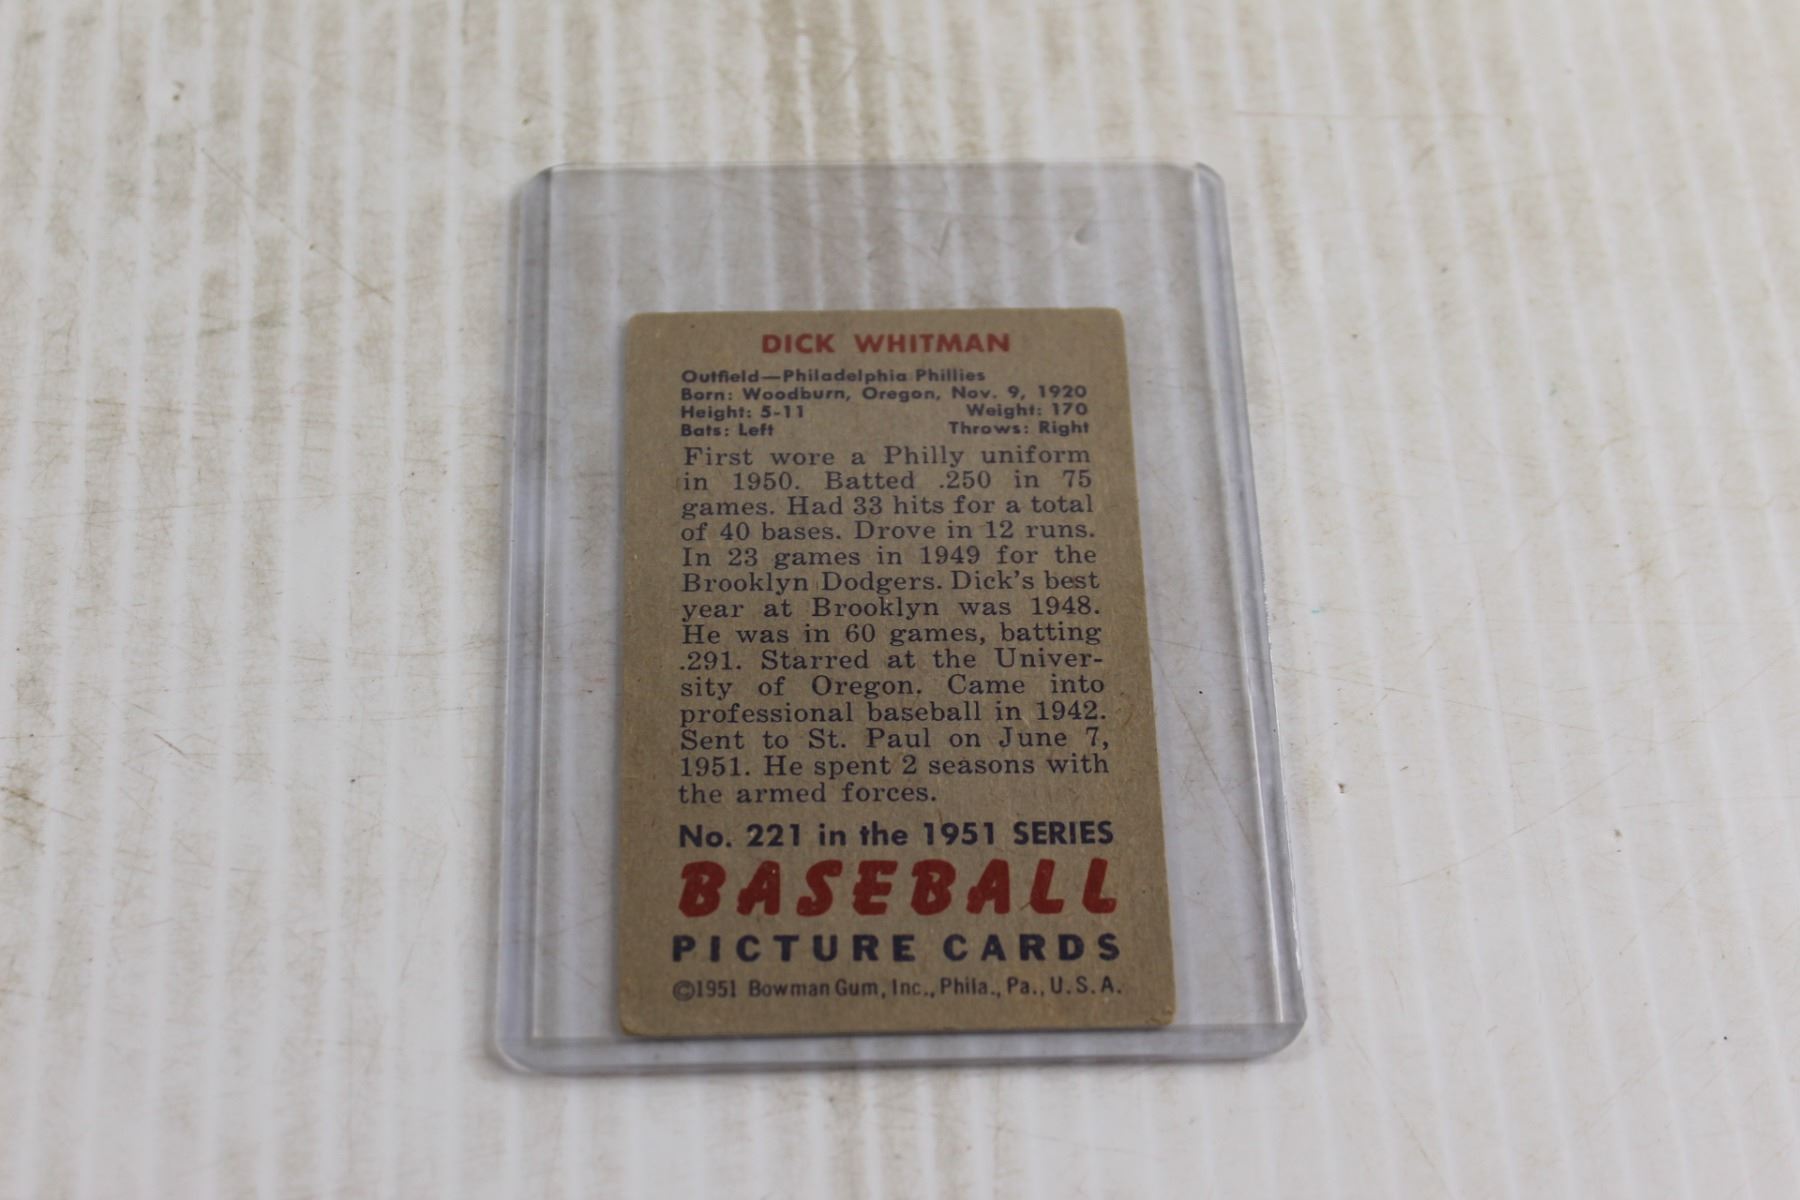 DICK WHITMAN
Outfield—Philadelphia Phillies
Born: Woodburn, Oregon, Nov. 9, 1920
Height: 5-11 Weight: 170
Bats: Left Throws: Right
First wore a Philly uniform
in 1950. Batted .250 in 75
games. Had 33 hits for a total
of 40 bases. Drove in 12 runs.
In 23 games in 1949 for the
Brooklyn Dodgers. Dick's best
year at Brooklyn was 1948.
He was in 60 games, batting
.291. Starred at the Univer-
sity of Oregon. Came into
professional baseball in 1942.
Sent to St. Paul on June 7,
1951. He spent 2 seasons with
the armed forces.
No. 221 in the 1951 SERIES
BASEBALL
PICTURE CARDS
©1951 Bowman Gum, Inc., Phila., Pa., U.S.A.